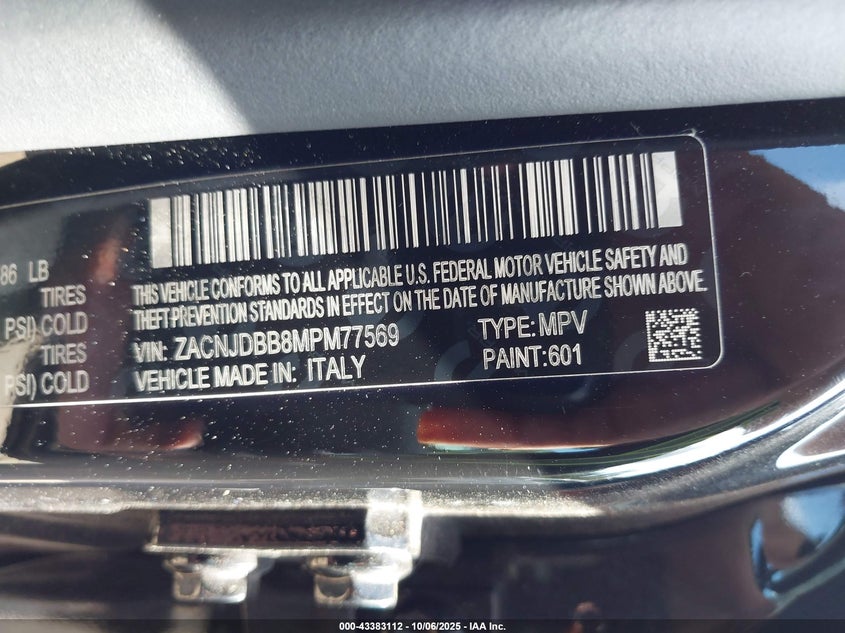 86 LB
TIRES
PSI) COLD
TIRES
PSI) COLD
THIS VEHICLE CONFORMS TO ALL APPLICABLE U.S. FEDERAL MOTOR VEHICLE SAFETY AND
THEFT PREVENTION STANDARDS IN EFFECT ON THE DATE OF MANUFACTURE SHOWN ABOVE.
VIN: ZACNJDBB8MPM77569 TYPE:MPV
VEHICLE MADE IN: ITALY PAINT:601
000-43383112 - 10/06/2025 - IAA Inc.